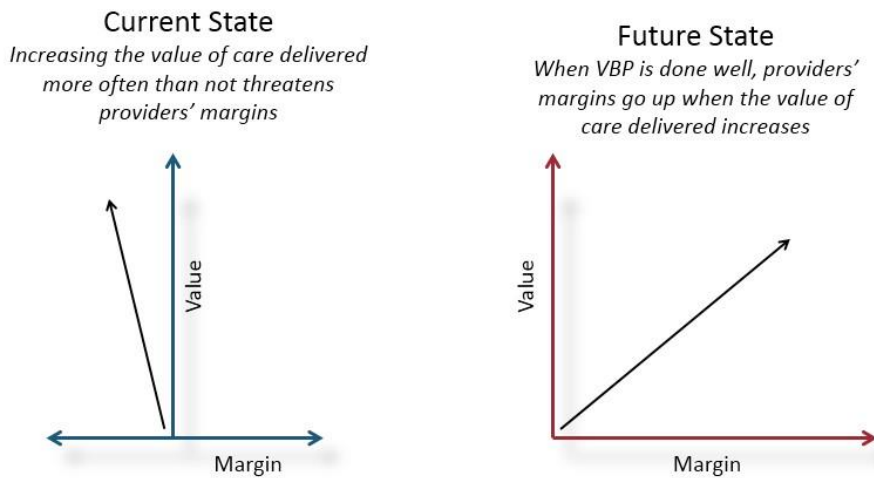 Current State
Increasing the value of care delivered
more often than not threatens
providers’ margins
Value
Margin
Future State
When VBP is done well, providers’
margins go up when the value of
care delivered increases
Value
Margin